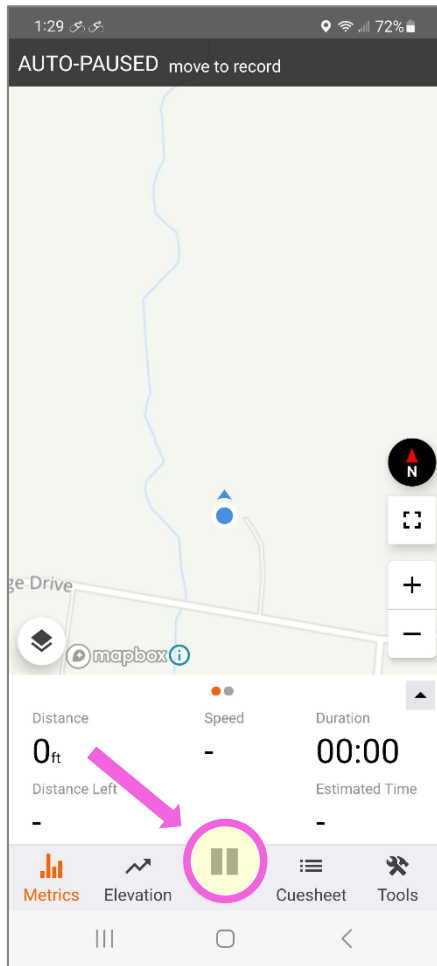 1:29 72%
AUTO-PAUSED move to record
N
ge Drive
mapbox
Distance Speed Duration
0ft - 00:00
Distance Left Estimated Time
- -
Metrics Elevation Cuesheet Tools